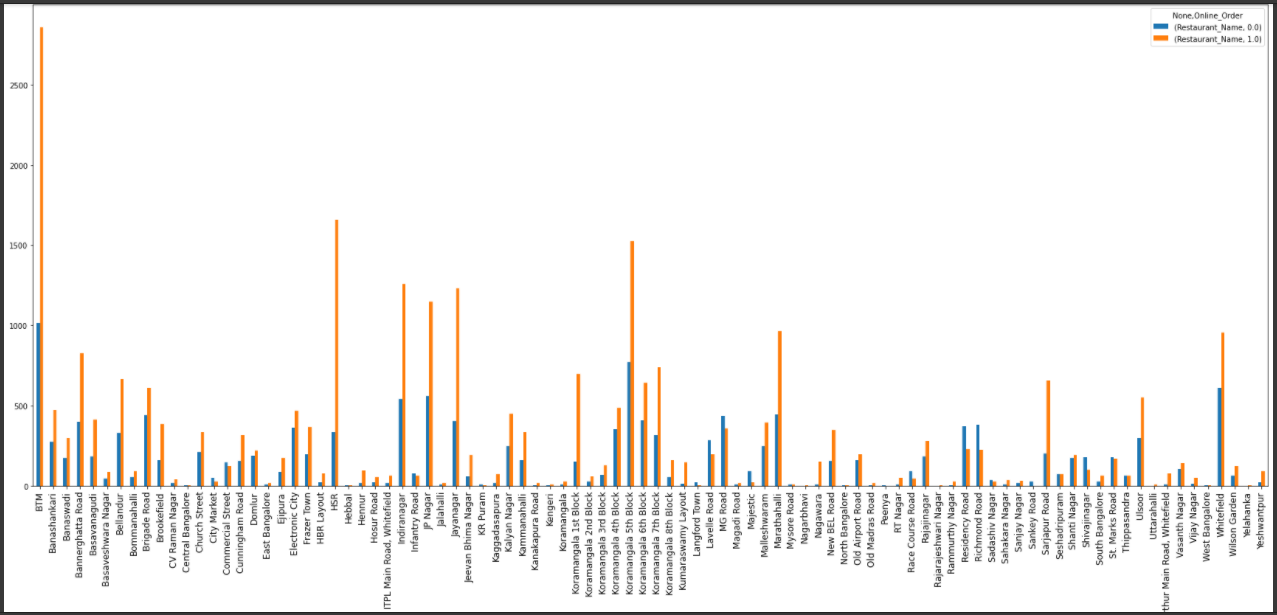 None,Online_Order
(Restaurant_Name, 0.0)
(Restaurant_Name, 1.0)
2500
2000
1500
1000
500
0
BTM
Banashankari
Banaswadi
Bannerghatta Road
Basavanagudi
Basaveshwara Nagar
Bellandur
Bommanahalli
Brigade Road
Brookefield
CV Raman Nagar
Central Bangalore
Church Street
City Market
Commercial Street
Cunningham Road
Domlur
East Bangalore
Ejipura
Electronic City
Frazer Town
HBR Layout
HSR
Hebbal
Hennur
Hosur Road
ITPL Main Road, Whitefield
Indiranagar
Infantry Road
JP Nagar
Jalahalli
Jayanagar
Jeevan Bhima Nagar
KR Puram
Kaggadasapura
Kalyan Nagar
Kammanahalli
Kanakapura Road
Kengeri
Koramangala
Koramangala 1st Block
Koramangala 2nd Block
Koramangala 3rd Block
Koramangala 4th Block
Koramangala 5th Block
Koramangala 6th Block
Koramangala 7th Block
Koramangala 8th Block
Kumaraswamy Layout
Langford Town
Lavelle Road
MG Road
Magadi Road
Majestic
Malleshwaram
Marathahalli
Mysore Road
Nagarbhavi
Nagawara
New BEL Road
North Bangalore
Old Airport Road
Old Madras Road
Peenya
RT Nagar
Race Course Road
Rajajinagar
Rajarajeshwari Nagar
Rammurthy Nagar
Residency Road
Richmond Road
Sadashiv Nagar
Sahakara Nagar
Sanjay Nagar
Sankey Road
Sarjapur Road
Seshadripuram
Shanti Nagar
Shivajinagar
South Bangalore
St. Marks Road
Thippasandra
Ulsoor
Uttarahalli
rthur Main Road, Whitefield
Vasanth Nagar
Vijay Nagar
West Bangalore
Whitefield
Wilson Garden
Yelahanka
Yeshwantpur